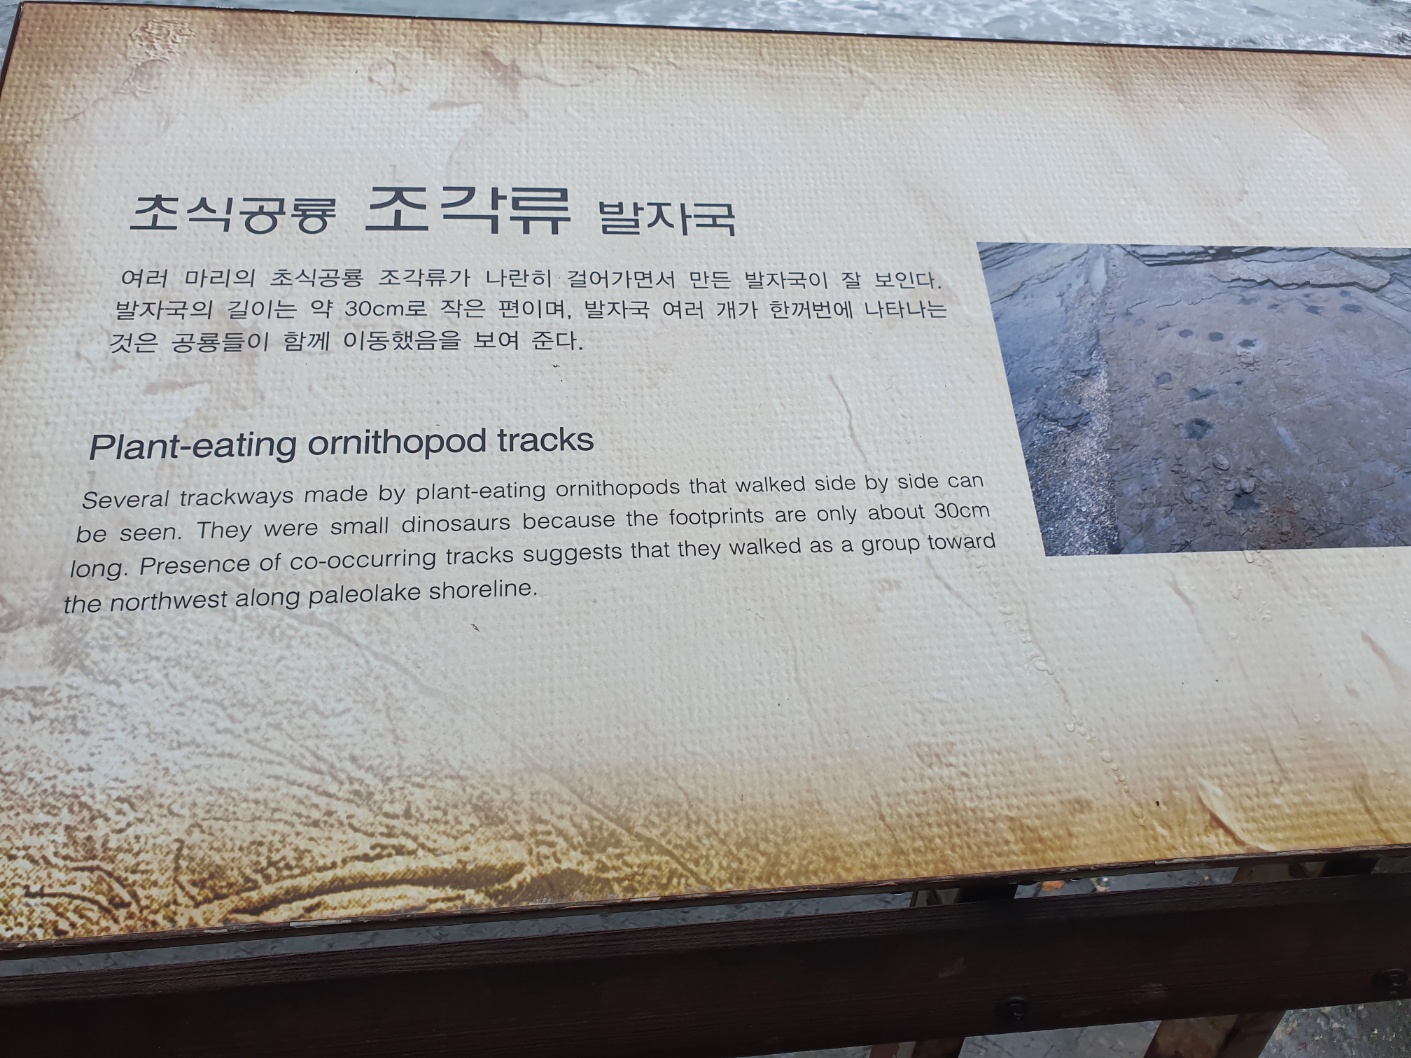 초식공룡 조각류 발자국
여러 마리의 초식공룡 조각류가 나란히 걸어가면서 만든 발자국이 잘 보인다.
발자국의 길이는 약 30cm로 작은 편이며, 발자국 여러 개가 한꺼번에 나타나는
것은 공룡들이 함께 이동했음을 보여 준다.
Plant-eating ornithopod tracks
Several trackways made by plant-eating ornithopods that walked side by side can
be seen. They were small dinosaurs because the footprints are only about 30cm
long. Presence of co-occurring tracks suggests that they walked as a group toward
the northwest along paleolake shoreline.